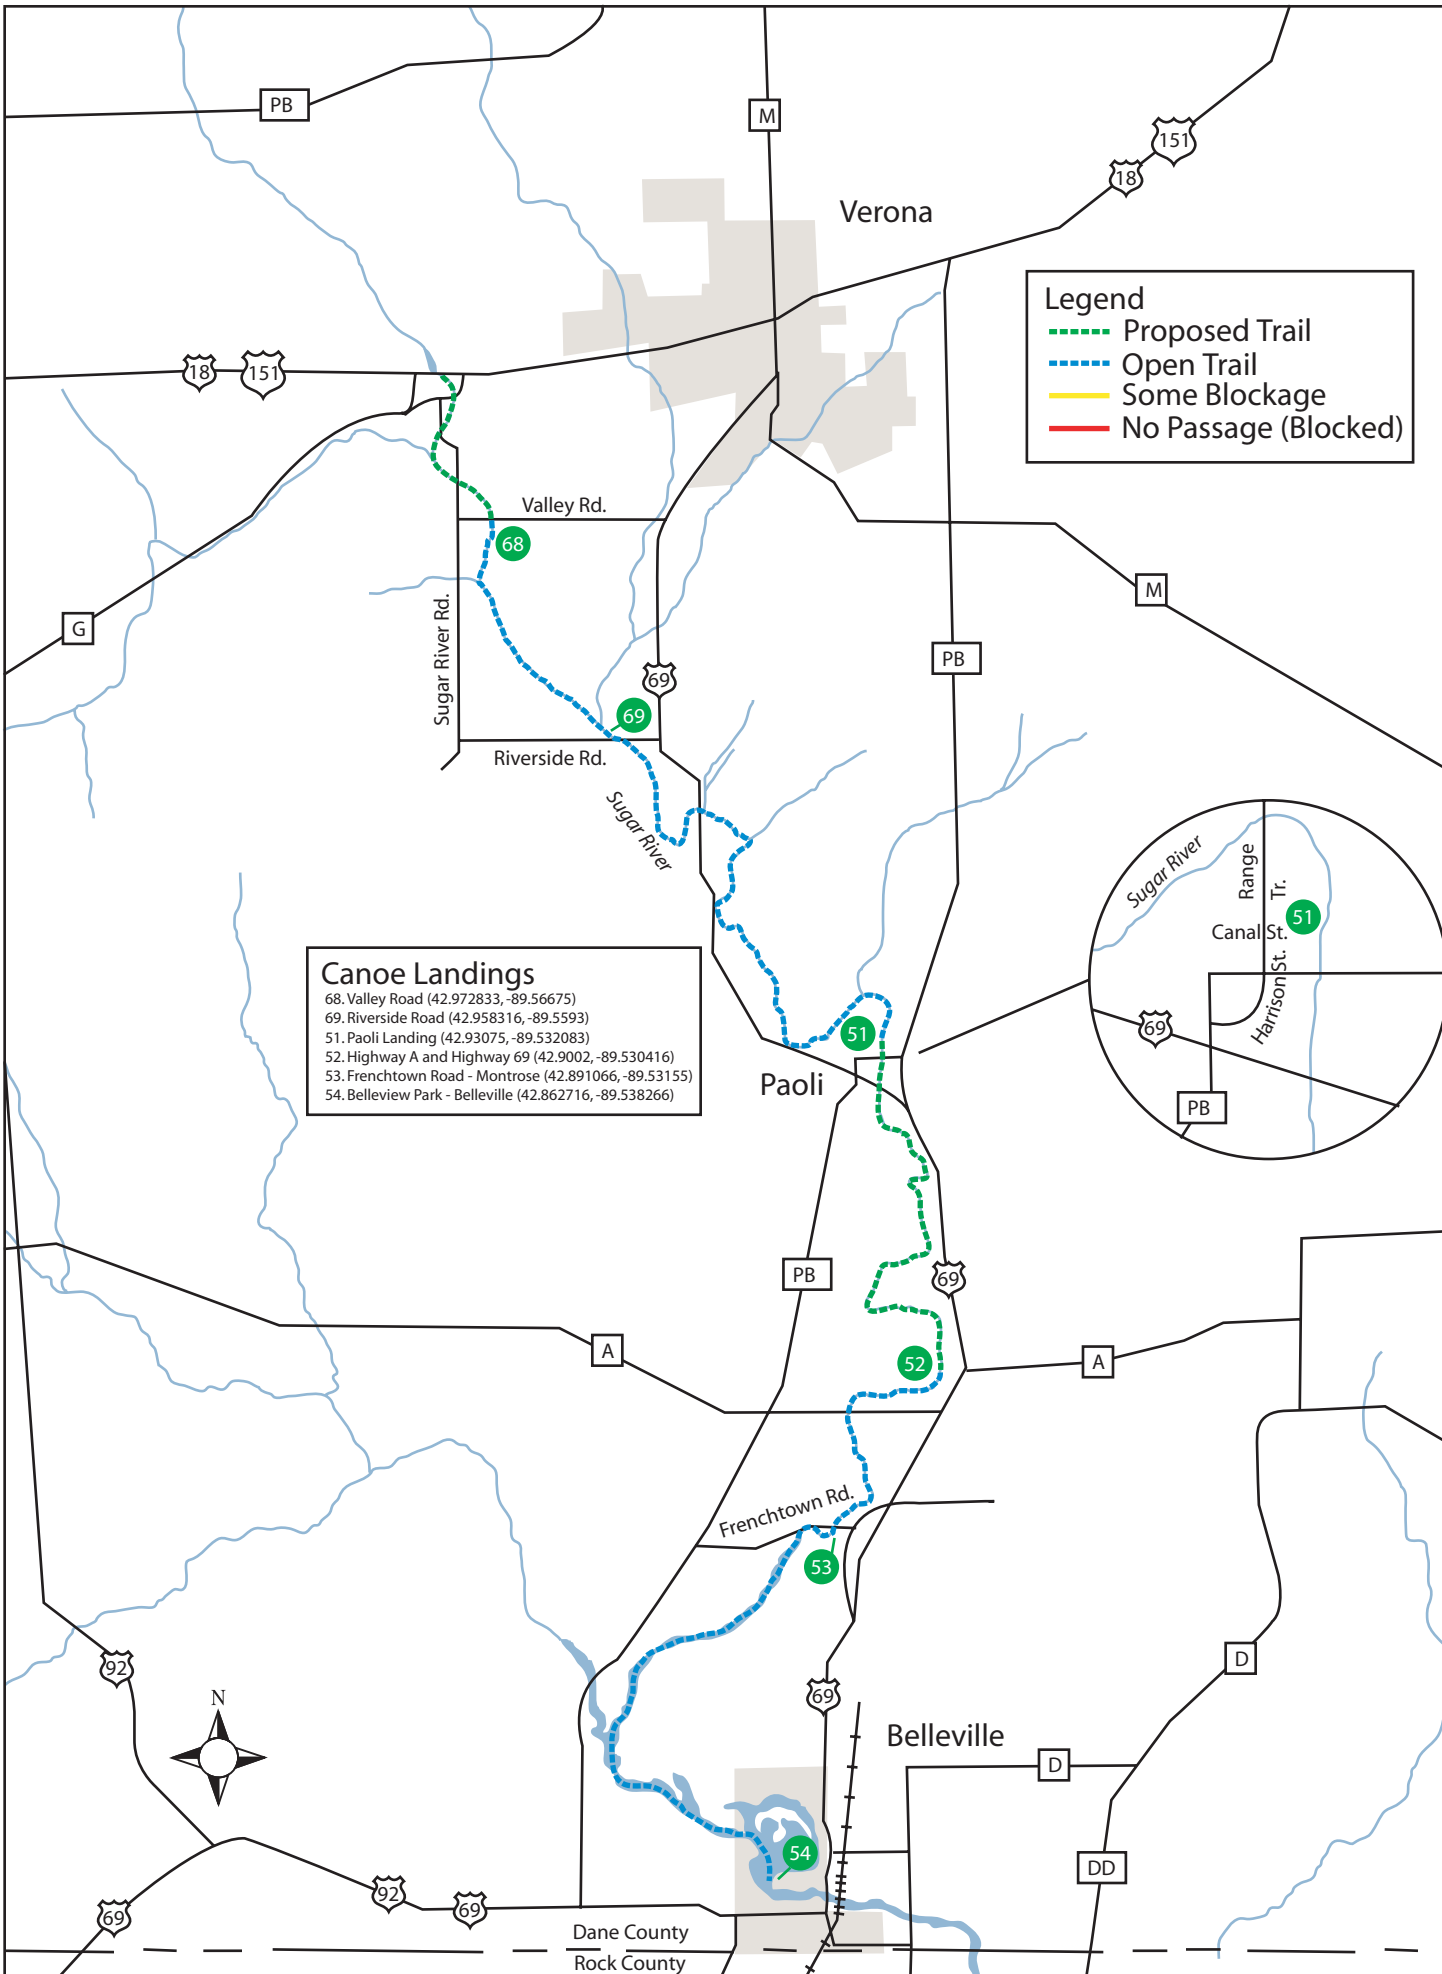 PB
M
151
18
Verona
Legend
Proposed Trail
Open Trail
Some Blockage
No Passage (Blocked)
18
151
Valley Rd.
68
G
Sugar River Rd.
M
PB
69
69
Riverside Rd.
Sugar River
Sugar River
Range Tr.
51
Canal St.
Harrison St.
69
PB
Canoe Landings
68. Valley Road (42.972833, -89.56675)
69. Riverside Road (42.958316, -89.5593)
51. Paoli Landing (42.93075, -89.532083)
52. Highway A and Highway 69 (42.9002, -89.530416)
53. Frenchtown Road - Montrose (42.891066, -89.53155)
54. Belleview Park - Belleville (42.862716, -89.538266)
51
Paoli
PB
69
A
52
A
Frenchtown Rd.
53
92
D
N
69
Belleville
D
54
DD
92
69
69
Dane County
Rock County